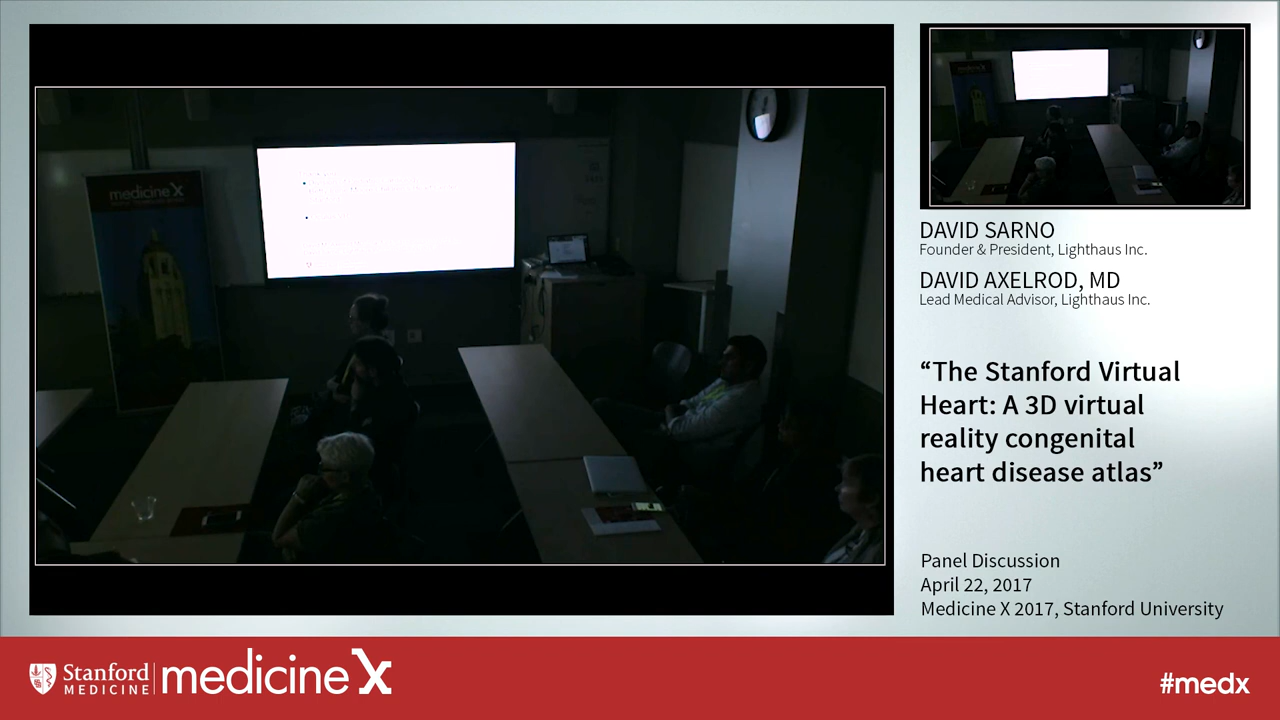 medicineX
DAVID SARNO
Founder & President, Lighthaus Inc.
DAVID AXELROD, MD
Lead Medical Advisor, Lighthaus Inc.
“The Stanford Virtual
Heart: A 3D virtual
reality congenital
heart disease atlas”
Panel Discussion
April 22, 2017
Medicine X 2017, Stanford University
Stanford
MEDICINE
medicineX
#medx